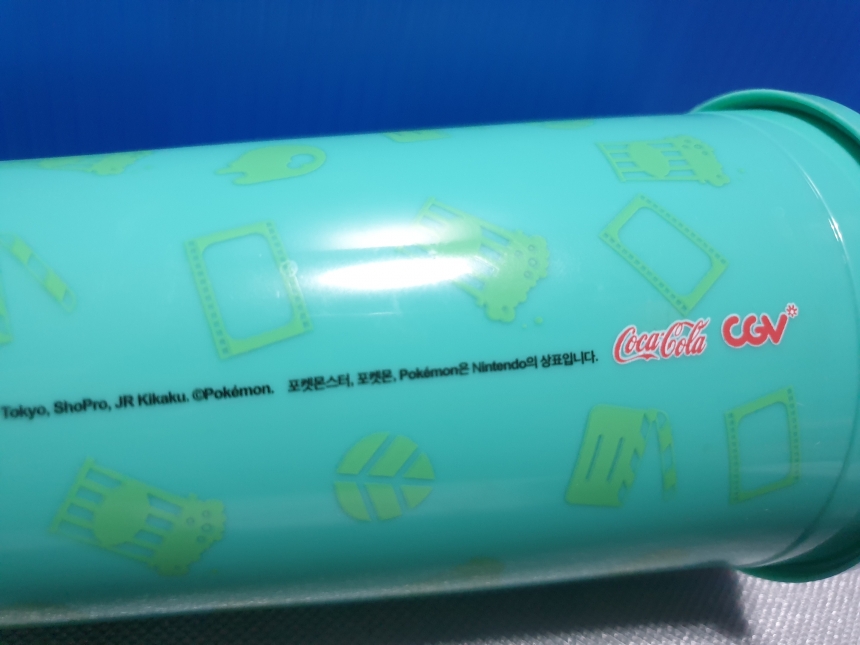 Tokyo, ShoPro, JR Kikaku. ©Pokémon. 포켓몬스터, 포켓몬, Pokémon은 Nintendo의 상표입니다.
Coca-Cola CGV*